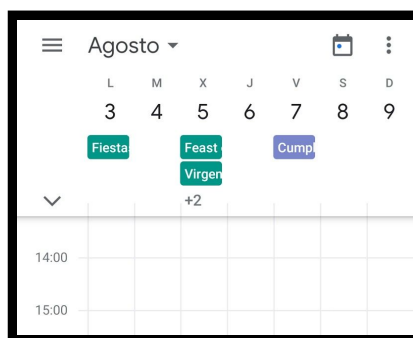 Agosto
L M X J V S D
3 4 5 6 7 8 9
Fiesta Feast Cumpl
Virgen
+2
14:00
15:00